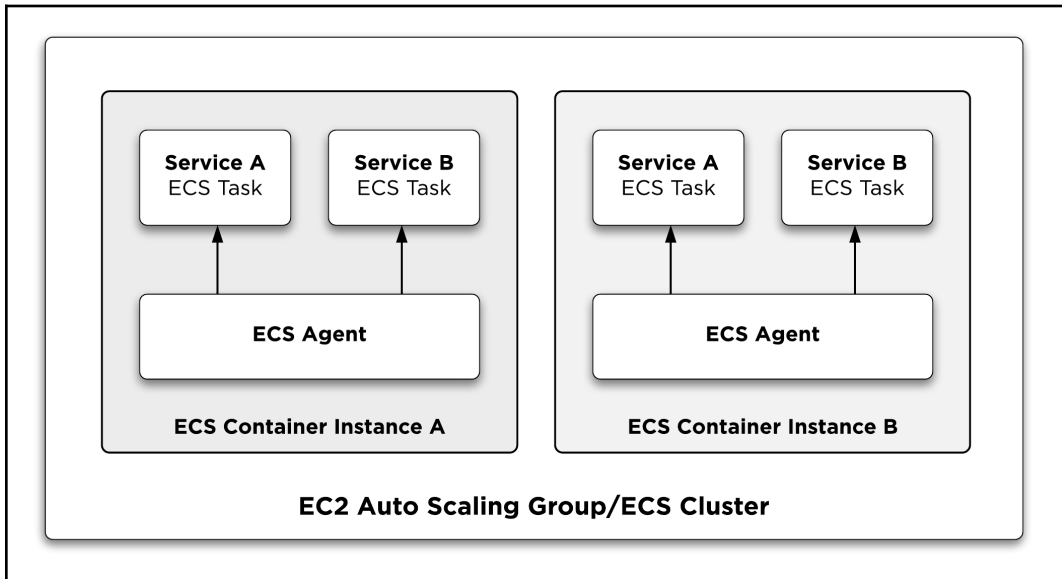 Service A
ECS Task
Service B
ECS Task
ECS Agent
ECS Container Instance A
Service A
ECS Task
Service B
ECS Task
ECS Agent
ECS Container Instance B
EC2 Auto Scaling Group/ECS Cluster